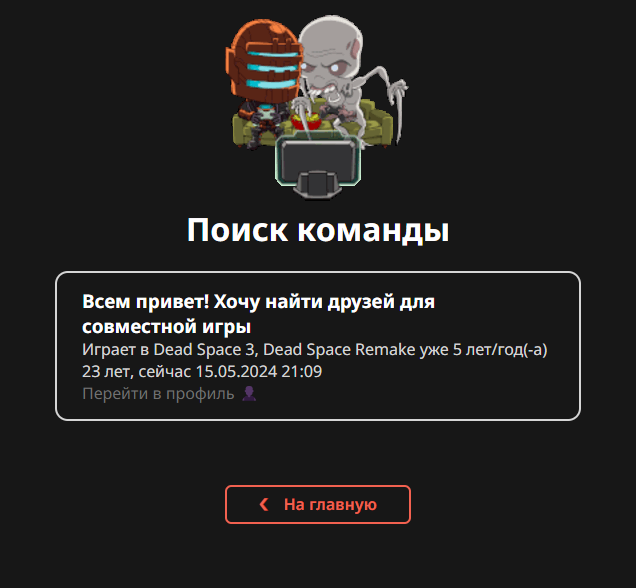 Поиск команды
Всем привет! Хочу найти друзей для
совместной игры
Играет в Dead Space 3, Dead Space Remake уже 5 лет/год(-а)
23 лет, сейчас 15.05.2024 21:09
Перейти в профиль 👤
На главную